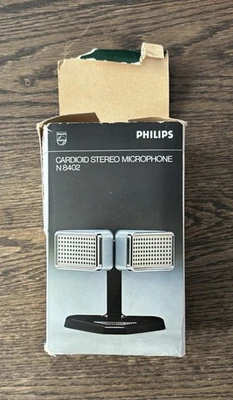 PHILIPS
CARDIOID STEREO MICROPHONE
N 8402